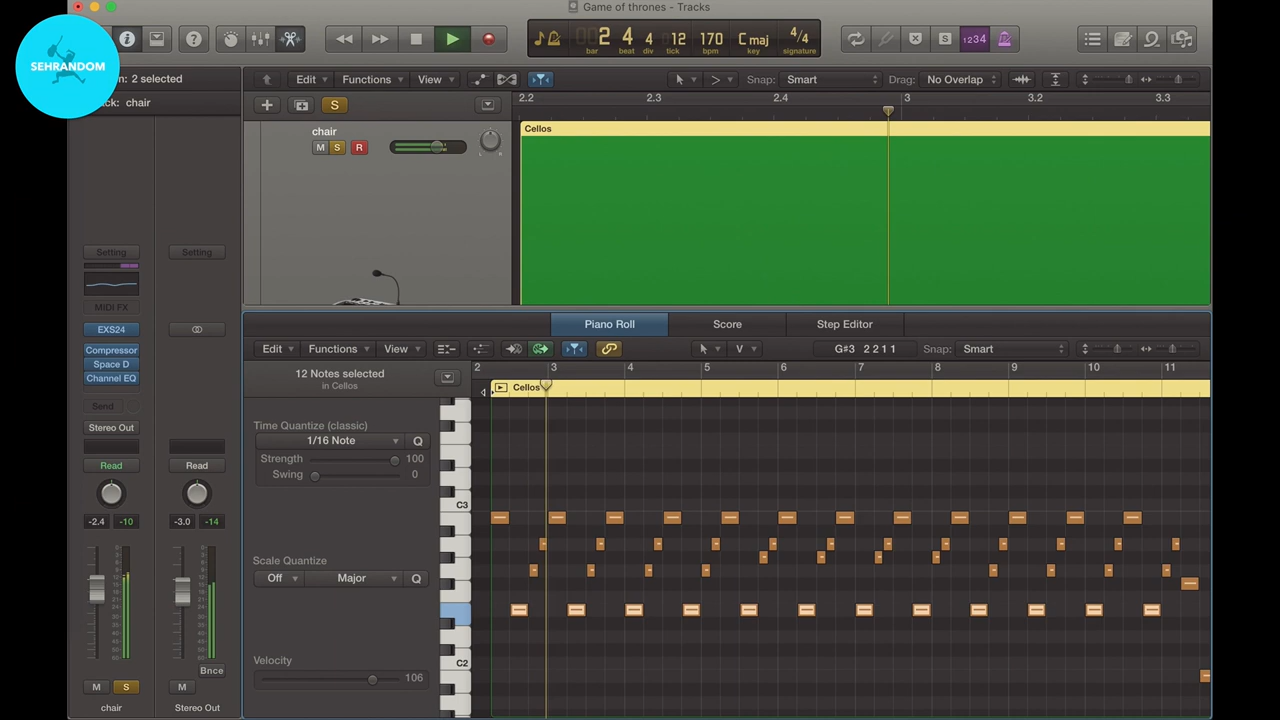 Game of thrones - Tracks
SEHRANDOM
2 4 4 12 170 C maj 4/4
bar beat div tick bpm key signature
1234
n: 2 selected
k: chair
Edit Functions View
Snap: Smart
Drag: No Overlap
S
2.2 2.3 2.4 3 3.2 3.3
chair
M S R
L R
Cellos
Setting Setting
MIDI FX
EXS24
Compressor
Space D
Channel EQ
Send
Stereo Out
Read Read
-2.4 -10 -3.0 -14
Bnce
M S M
chair Stereo Out
Piano Roll Score Step Editor
Edit Functions View
V
G#3 2 2 1 1
Snap: Smart
12 Notes selected
in Cellos
2 3 4 5 6 7 8 9 10 11
Cellos
Time Quantize (classic)
1/16 Note Q
Strength 100
Swing 0
Scale Quantize
Off Major Q
Velocity
106
C3
C2